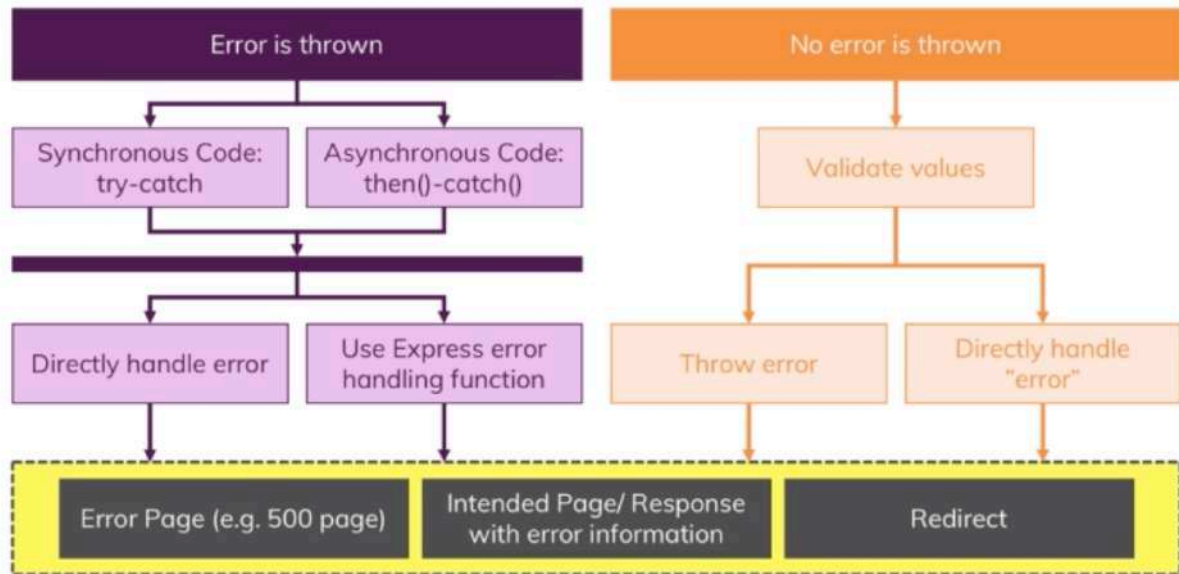 Error is thrown
No error is thrown
Synchronous Code:
try-catch
Asynchronous Code:
then()-catch()
Validate values
Directly handle error
Use Express error
handling function
Throw error
Directly handle
"error"
Error Page (e.g. 500 page)
Intended Page/ Response
with error information
Redirect